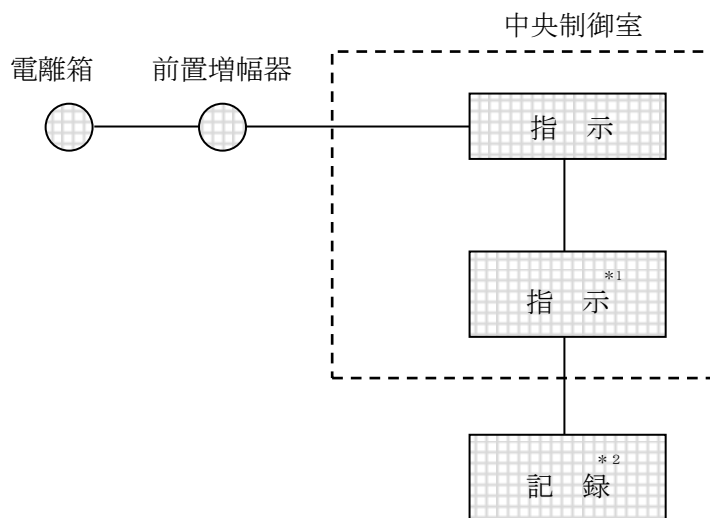 中央制御室
電離箱
前置増幅器
指 示
指 示*1
記 録*2